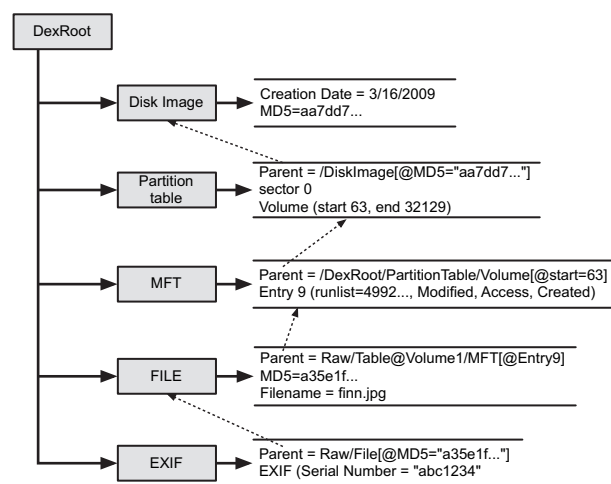 DexRoot
Disk Image
Creation Date = 3/16/2009
MD5=aa7dd7...
Partition
table
Parent = /DiskImage[@MD5="aa7dd7..."]
sector 0
Volume (start 63, end 32129)
MFT
Parent = /DexRoot/PartitionTable/Volume[@start=63]
Entry 9 (runlist=4992..., Modified, Access, Created)
FILE
Parent = Raw/Table@Volume1/MFT[@Entry9]
MD5=a35e1f...
Filename = finn.jpg
EXIF
Parent = Raw/File[@MD5="a35e1f..."]
EXIF (Serial Number = "abc1234"